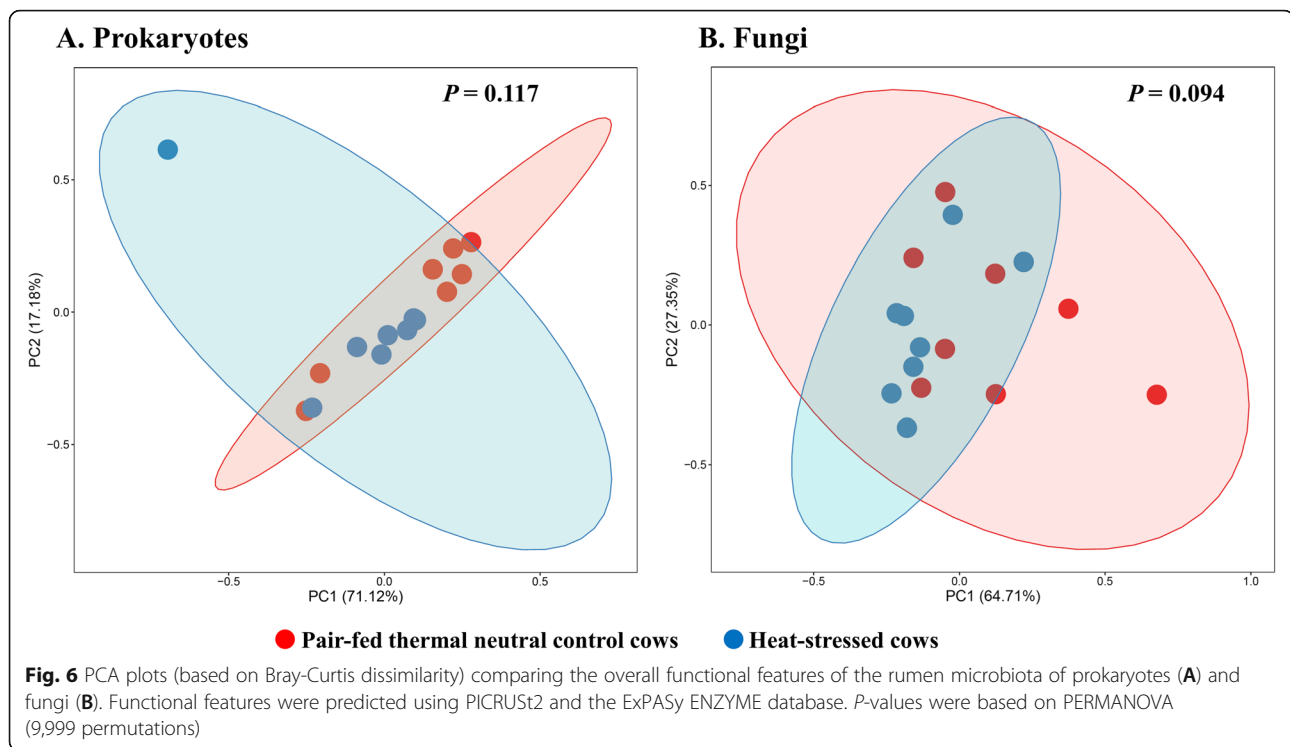 A. Prokaryotes
B. Fungi
P = 0.117
P = 0.094
PC2 (17.18%)
0.5
0.0
−0.5
−0.5
0.0
0.5
PC1 (71.12%)
PC2 (27.35%)
0.5
0.0
−0.5
−0.5
0.0
0.5
1.0
PC1 (64.71%)
Pair-fed thermal neutral control cows
Heat-stressed cows
Fig. 6 PCA plots (based on Bray-Curtis dissimilarity) comparing the overall functional features of the rumen microbiota of prokaryotes (A) and
fungi (B). Functional features were predicted using PICRUSt2 and the ExPASy ENZYME database. P-values were based on PERMANOVA
(9,999 permutations)